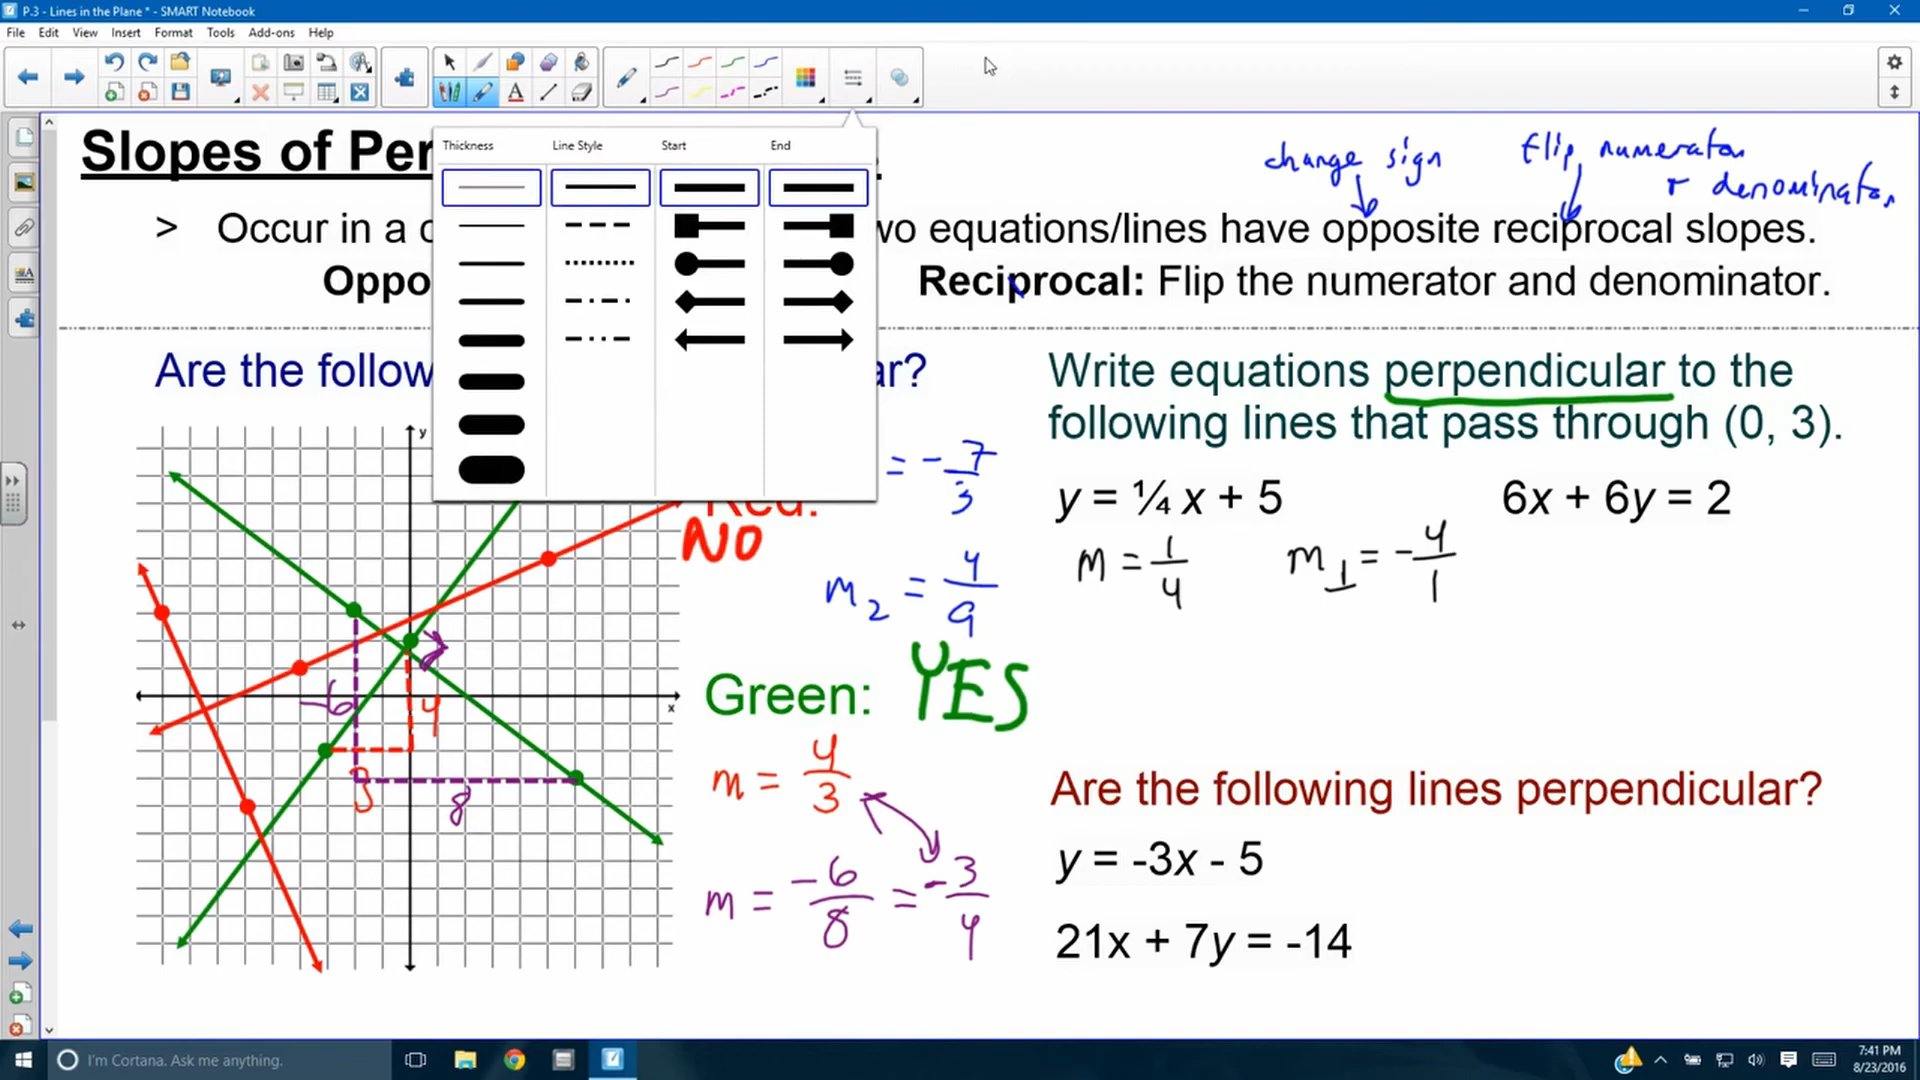 P.3 - Lines in the Plane * - SMART Notebook
File Edit View Insert Format Tools Add-ons Help
Thickness Line Style Start End
Slopes of Per
change sign
flip numerator
+ denominator
> Occur in a c
wo equations/lines have opposite reciprocal slopes.
Oppo
Reciprocal: Flip the numerator and denominator.
Are the follow
ar?
= - 7/3
Red:
NO
m2 = 4/9
Green: YES
m = 4/3
m = -6/8 = -3/4
y
x
-6
8
4
3
8
Write equations perpendicular to the
following lines that pass through (0, 3).
y = ¼ x + 5
6x + 6y = 2
m = 1/4
m⊥ = - 4/1
Are the following lines perpendicular?
y = -3x - 5
21x + 7y = -14
I'm Cortana. Ask me anything.
7:41 PM
8/23/2016